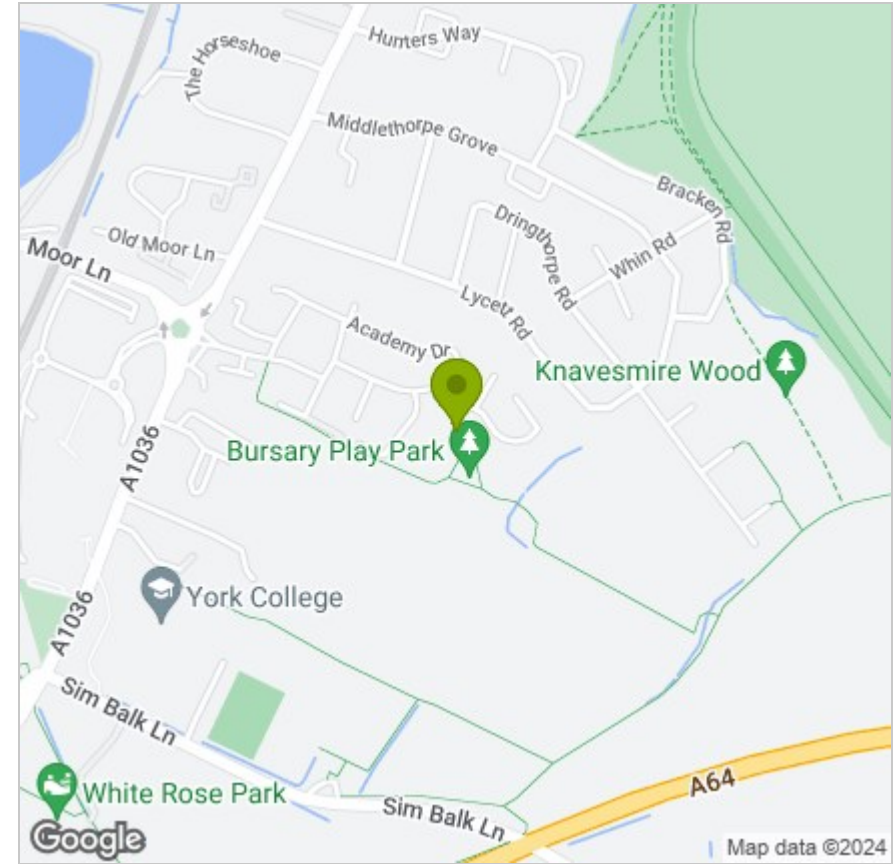 Hunters Way
The Horseshoe
Middlethorpe Grove
Bracken Rd
Dringthorpe Rd
Old Moor Ln
Whin Rd
Moor Ln
Lycett Rd
Academy Dr
Knavesmire Wood
Bursary Play Park
A1036
York College
A1036
Sim Balk Ln
A64
White Rose Park
Sim Balk Ln
Google
Map data ©2024